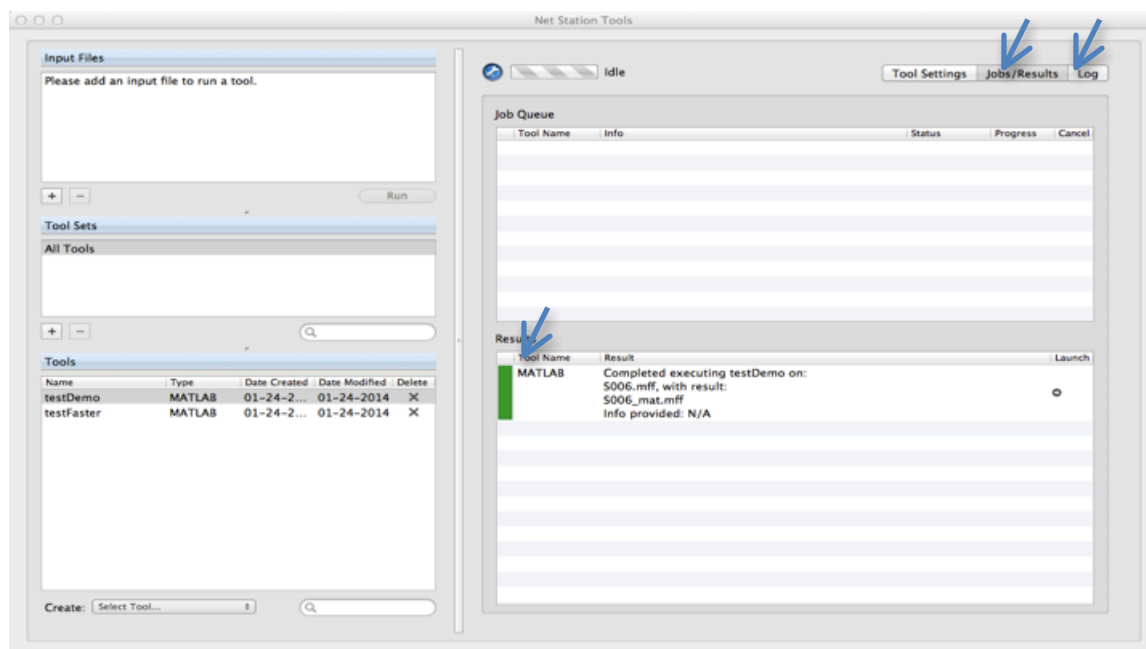 Net Station Tools
Input Files
Please add an input file to run a tool.
Run
Tool Sets
All Tools
Tools
Name Type Date Created Date Modified Delete
testDemo MATLAB 01-24-2... 01-24-2014 X
testFaster MATLAB 01-24-2... 01-24-2014 X
Create: Select Tool...
Idle
Tool Settings Jobs/Results Log
Job Queue
Tool Name Info Status Progress Cancel
Results
Tool Name Result Launch
MATLAB Completed executing testDemo on:
S006.mff, with result:
S006_mat.mff
Info provided: N/A